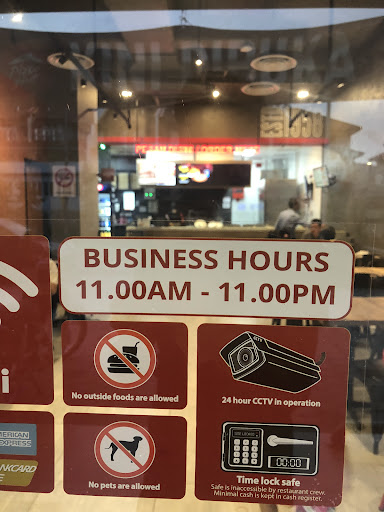 BUSINESS HOURS
11.00AM - 11.00PM
i
No outside foods are allowed
24 hour CCTV in operation
CCTV
No pets are allowed
00:00
Time lock safe
Safe is inaccessible by restaurant crew.
Minimal cash is kept in cash register.